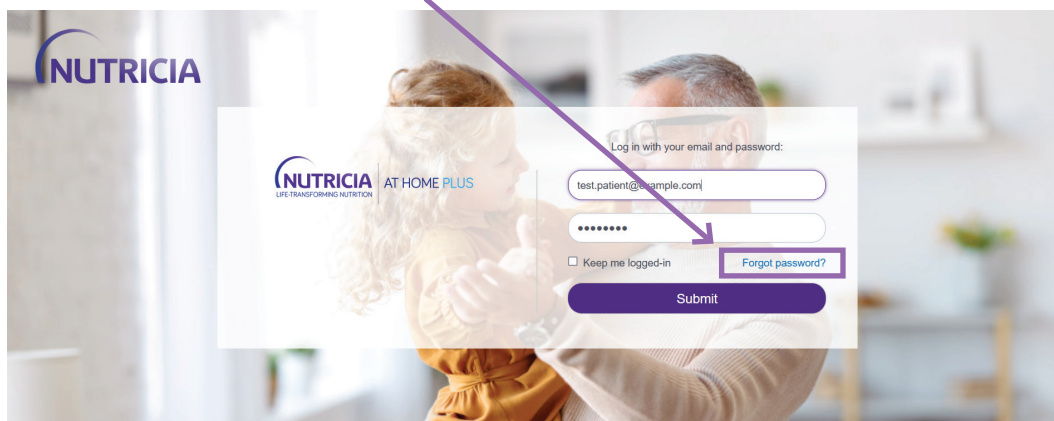 NUTRICIA
Log in with your email and password:
NUTRICIA
LIFE-TRANSFORMING NUTRITION
AT HOME PLUS
test.patient@example.com
••••••••
Keep me logged-in
Forgot password?
Submit